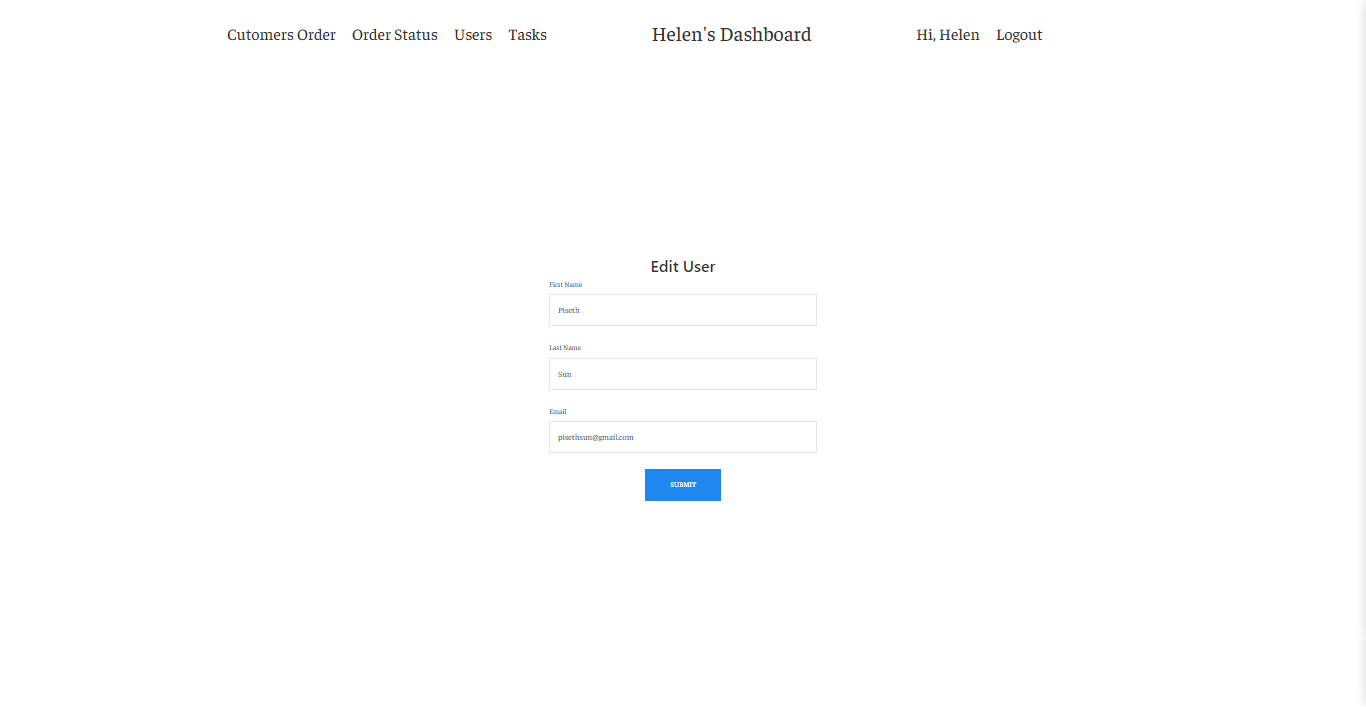 Cutomers Order Order Status Users Tasks Helen's Dashboard Hi, Helen Logout
Edit User
First Name
Piseth
Last Name
Sun
Email
pisethsun@gmail.com
SUBMIT